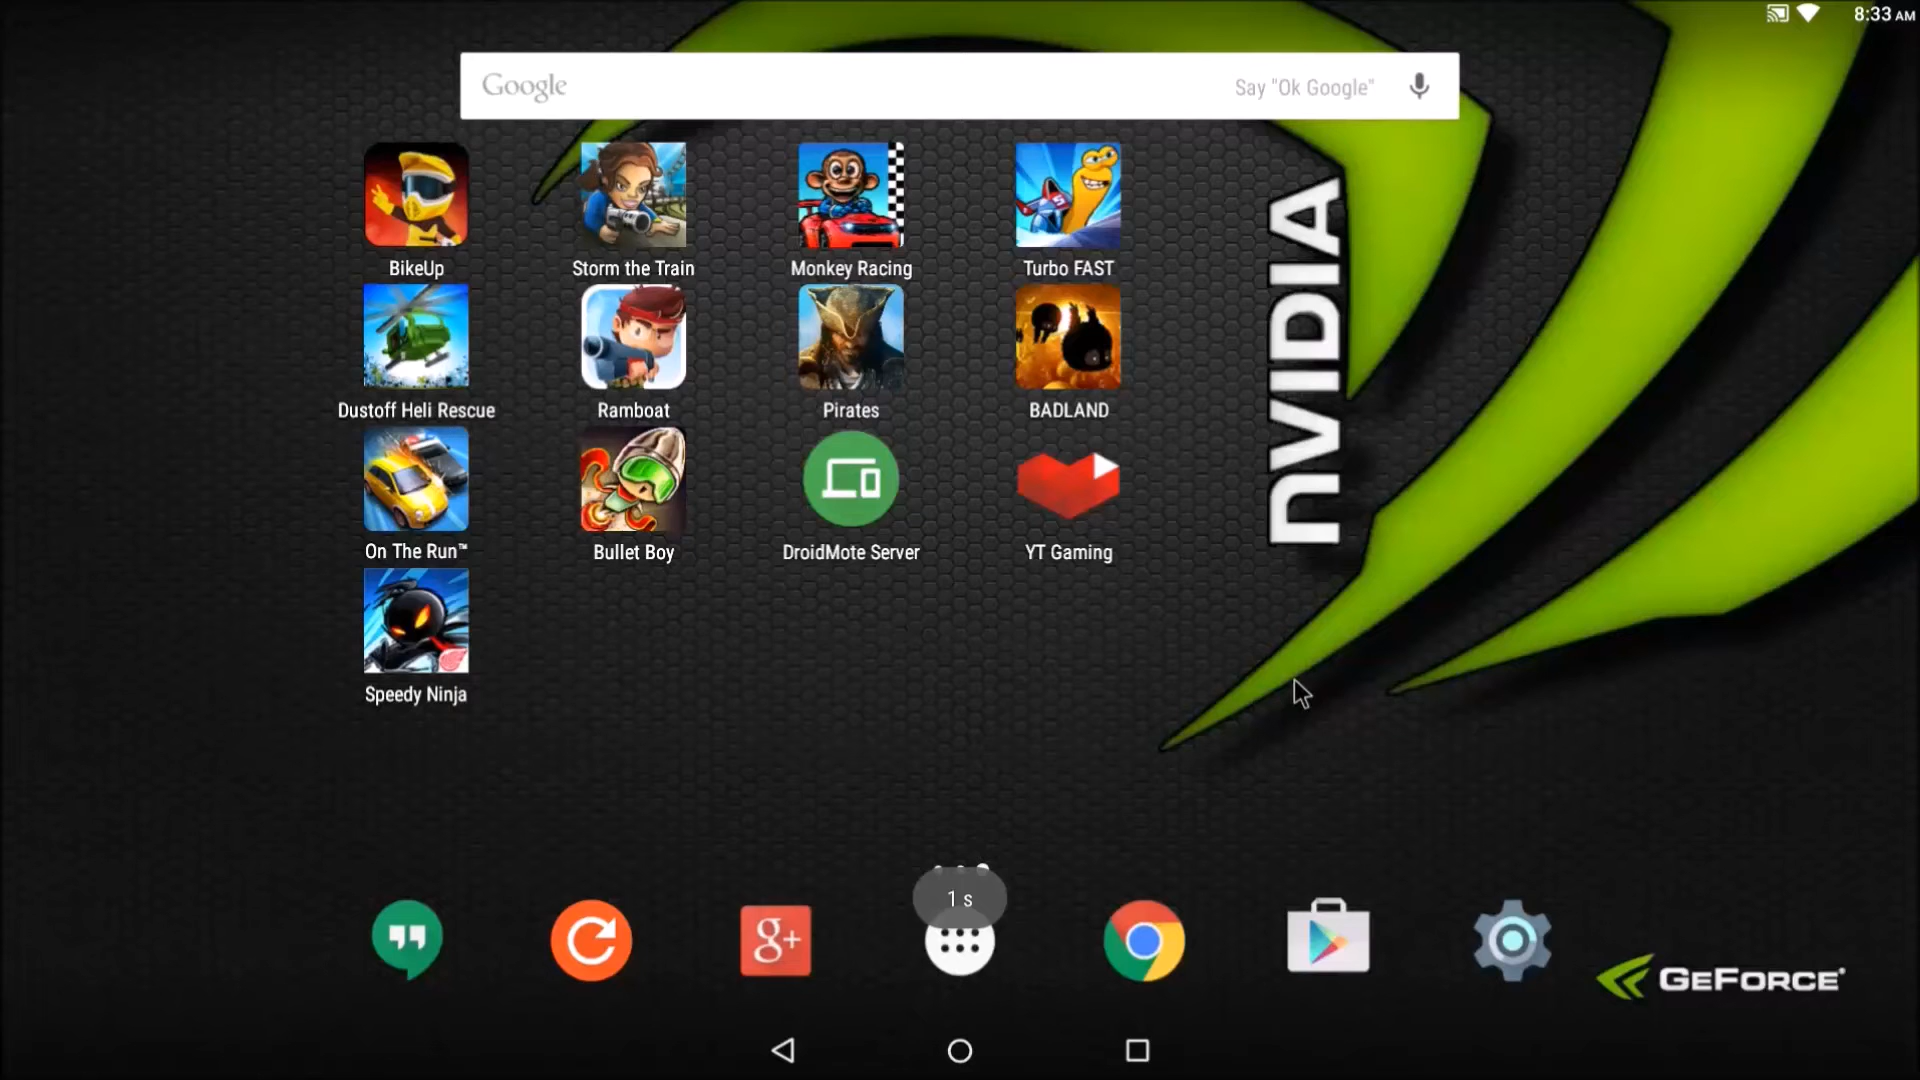 8:33 AM
Google
Say "Ok Google"
BikeUp
Storm the Train
Monkey Racing
Turbo FAST
NVIDIA
Dustoff Heli Rescue
Ramboat
Pirates
BADLAND
On The Run™
Bullet Boy
DroidMote Server
YT Gaming
Speedy Ninja
1 s
g+
GEFORCE®